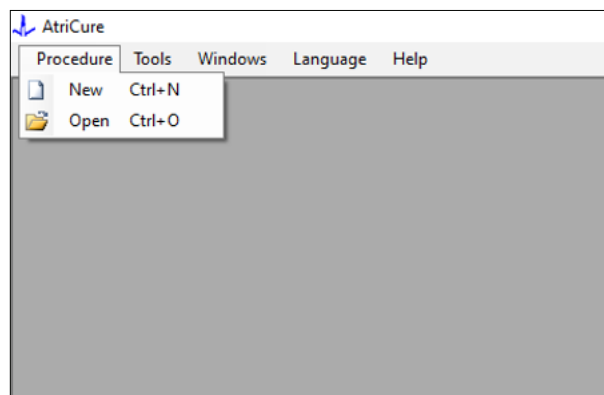 AtriCure
Procedure Tools Windows Language Help
New Ctrl+N
Open Ctrl+O